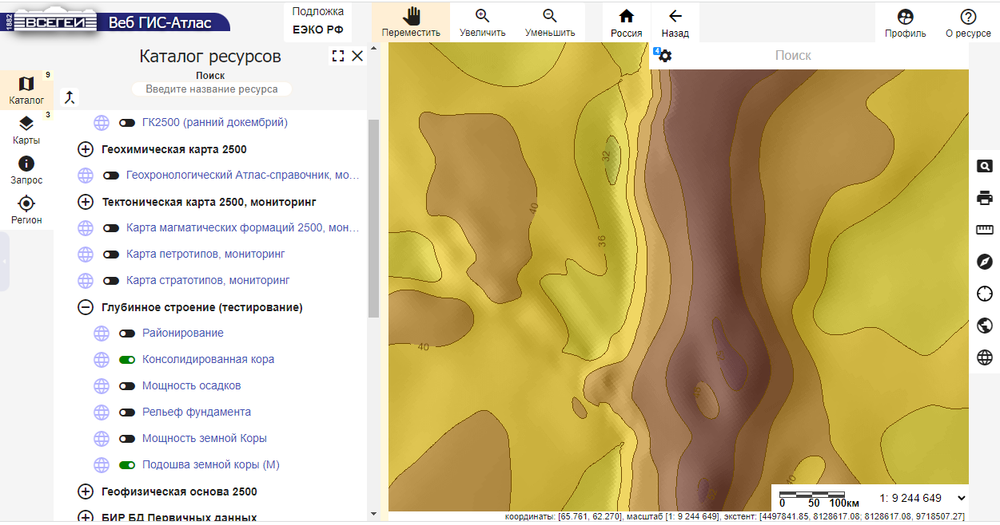 1882
ВСЕГЕИ
Веб ГИС-Атлас
Подложка
ЕЭКО РФ
Переместить
Увеличить
Уменьшить
Россия
Назад
Профиль
О ресурсе
Каталог ресурсов
Поиск
Введите название ресурса
4
Поиск
9
Каталог
3
Карты
Запрос
Регион
ГК2500 (ранний докембрий)
Геохимическая карта 2500
Геохронологический Атлас-справочник, мо...
Тектоническая карта 2500, мониторинг
Карта магматических формаций 2500, мон...
Карта петротипов, мониторинг
Карта стратотипов, мониторинг
Глубинное строение (тестирование)
Районирование
Консолидированная кора
Мощность осадков
Рельеф фундамента
Мощность земной Коры
Подошва земной коры (М)
Геофизическая основа 2500
БИР БД Первичных данных
32
40
36
40
40
0 50 100км
1: 9 244 649
координаты: [65.761, 62.270], масштаб [1: 9 244 649], экстент: [4497841.85, 8128617.08; 8128617.08, 9718507.27]